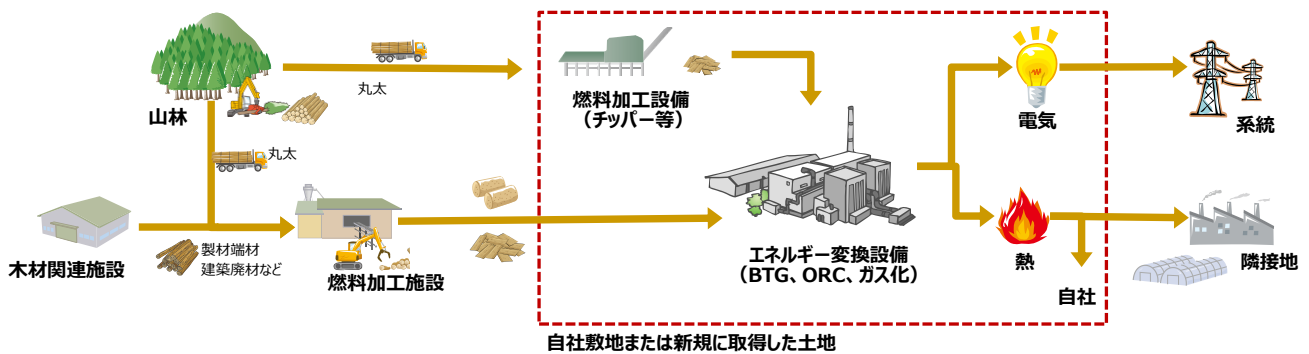 丸太
山林
燃料加工設備
（チッパー等）
電気
系統
丸太
木材関連施設
製材端材
建築廃材など
燃料加工施設
エネルギー変換設備
（BTG、ORC、ガス化）
熱
自社
隣接地
自社敷地または新規に取得した土地